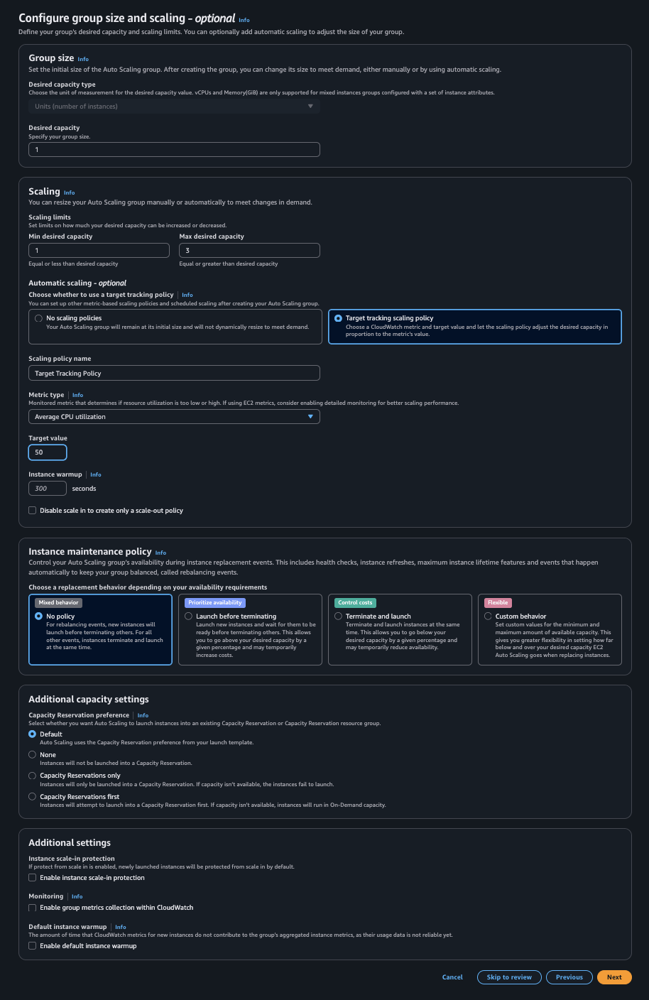 Configure group size and scaling - optional Info
Define your group's desired capacity and scaling limits. You can optionally add automatic scaling to adjust the size of your group.
Group size Info
Set the initial size of the Auto Scaling group. After creating the group, you can change its size to meet demand, either manually or by using automatic scaling.
Desired capacity type
Choose the unit of measurement for the desired capacity value. vCPUs and Memory(GiB) are only supported for mixed instances groups configured with a set of instance attributes.
Units (number of instances)
Desired capacity
Specify your group size.
1
Scaling Info
You can resize your Auto Scaling group manually or automatically to meet changes in demand.
Scaling limits
Set limits on how much your desired capacity can be increased or decreased.
Min desired capacity
1
Equal or less than desired capacity
Max desired capacity
3
Equal or greater than desired capacity
Automatic scaling - optional
Choose whether to use a target tracking policy Info
You can set up other metric-based scaling policies and scheduled scaling after creating your Auto Scaling group.
No scaling policies
Your Auto Scaling group will remain at its initial size and will not dynamically resize to meet demand.
Target tracking scaling policy
Choose a CloudWatch metric and target value and let the scaling policy adjust the desired capacity in
proportion to the metric's value.
Scaling policy name
Target Tracking Policy
Metric type Info
Monitored metric that determines if resource utilization is too low or high. If using EC2 metrics, consider enabling detailed monitoring for better scaling performance.
Average CPU utilization
Target value
50
Instance warmup Info
300 seconds
Disable scale in to create only a scale-out policy
Instance maintenance policy Info
Control your Auto Scaling group's availability during instance replacement events. This includes health checks, instance refreshes, maximum instance lifetime features and events that happen
automatically to keep your group balanced, called rebalancing events.
Choose a replacement behavior depending on your availability requirements
Mixed behavior
No policy
For rebalancing events, new instances will
launch before terminating others. For all
other events, instances terminate and launch
at the same time.
Prioritize availability
Launch before terminating
Launch new instances and wait for them to be
ready before terminating others. This allows
you to go above your desired capacity by a
given percentage and may temporarily
increase costs.
Control costs
Terminate and launch
Terminate and launch instances at the same
time. This allows you to go below your
desired capacity by a given percentage and
may temporarily reduce availability.
Flexible
Custom behavior
Set custom values for the minimum and
maximum amount of available capacity. This
gives you greater flexibility in setting how far
below and over your desired capacity EC2
Auto Scaling goes when replacing instances.
Additional capacity settings
Capacity Reservation preference Info
Select whether you want Auto Scaling to launch instances into an existing Capacity Reservation or Capacity Reservation resource group.
Default
Auto Scaling uses the Capacity Reservation preference from your launch template.
None
Instances will not be launched into a Capacity Reservation.
Capacity Reservations only
Instances will only be launched into a Capacity Reservation. If capacity isn't available, the instances fail to launch.
Capacity Reservations first
Instances will attempt to launch into a Capacity Reservation first. If capacity isn't available, instances will run in On-Demand capacity.
Additional settings
Instance scale-in protection
If protect from scale in is enabled, newly launched instances will be protected from scale in by default.
Enable instance scale-in protection
Monitoring Info
Enable group metrics collection within CloudWatch
Default instance warmup Info
The amount of time that CloudWatch metrics for new instances do not contribute to the group's aggregated instance metrics, as their usage data is not reliable yet.
Enable default instance warmup
Cancel Skip to review Previous Next